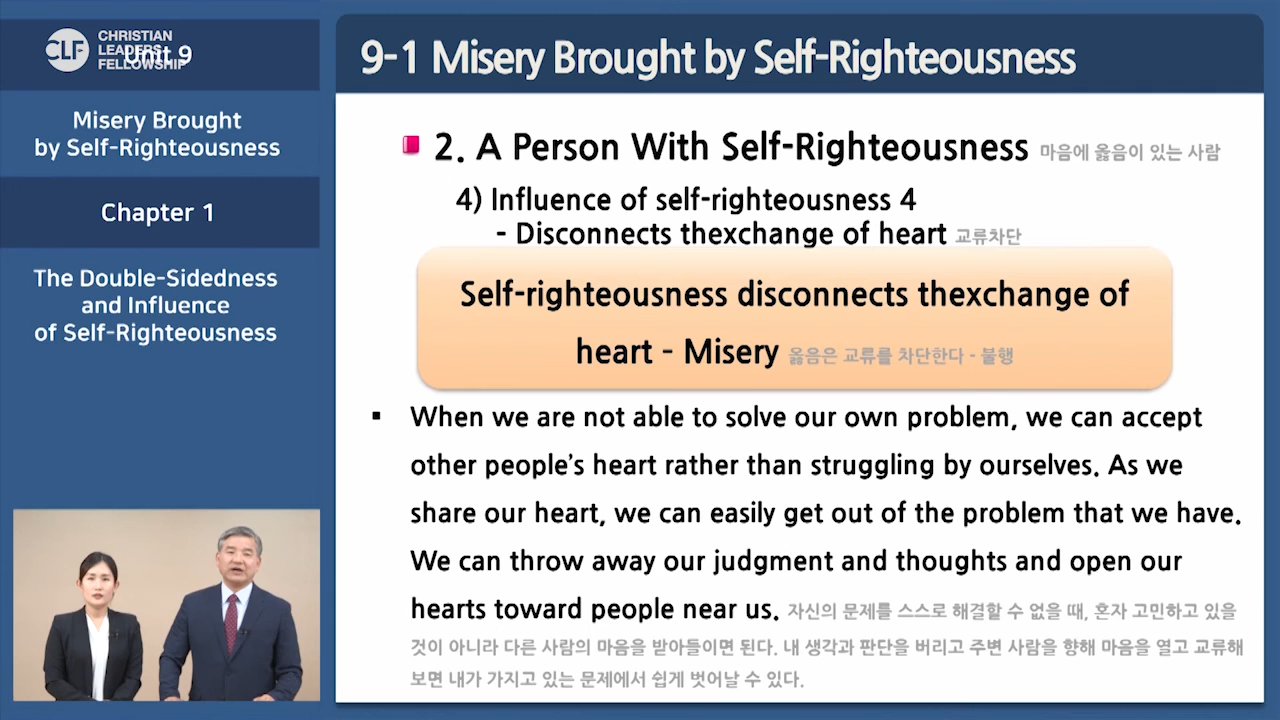 CLF
CHRISTIAN
LEADERS
FELLOWSHIP
Unit 9
Misery Brought
by Self-Righteousness
Chapter 1
The Double-Sidedness
and Influence
of Self-Righteousness
9-1 Misery Brought by Self-Righteousness
2. A Person With Self-Righteousness 마음에 옳음이 있는 사람
4) Influence of self-righteousness 4
- Disconnects thexchange of heart 교류차단
Self-righteousness disconnects thexchange of
heart - Misery 옳음은 교류를 차단한다 - 불행
▪ When we are not able to solve our own problem, we can accept
other people's heart rather than struggling by ourselves. As we
share our heart, we can easily get out of the problem that we have.
We can throw away our judgment and thoughts and open our
hearts toward people near us. 자신의 문제를 스스로 해결할 수 없을 때, 혼자 고민하고 있을
것이 아니라 다른 사람의 마음을 받아들이면 된다. 내 생각과 판단을 버리고 주변 사람을 향해 마음을 열고 교류해
보면 내가 가지고 있는 문제에서 쉽게 벗어날 수 있다.